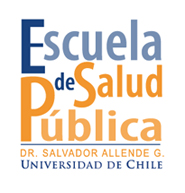 Escuela
de Salud
Pública
DR. SALVADOR ALLENDE G.
UNIVERSIDAD DE CHILE